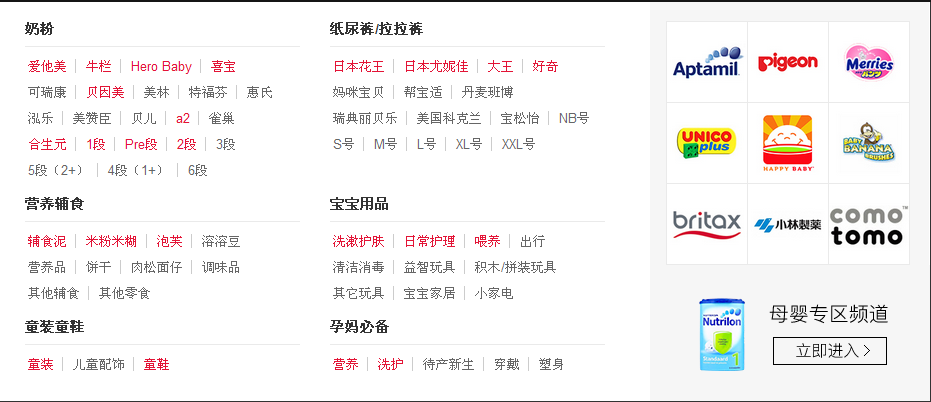 奶粉
爱他美 牛栏 Hero Baby 喜宝
可瑞康 贝因美 美林 特福芬 惠氏
泓乐 美赞臣 贝儿 a2 雀巢
合生元 1段 Pre段 2段 3段
5段（2+） 4段（1+） 6段
营养辅食
辅食泥 米粉米糊 泡芙 溶溶豆
营养品 饼干 肉松面仔 调味品
其他辅食 其他零食
童装童鞋
童装 儿童配饰 童鞋
纸尿裤/拉拉裤
日本花王 日本尤妮佳 大王 好奇
妈咪宝贝 帮宝适 丹麦班博
瑞典丽贝乐 美国科克兰 宝松怡 NB号
S号 M号 L号 XL号 XXL号
宝宝用品
洗漱护肤 日常护理 喂养 出行
清洁消毒 益智玩具 积木/拼装玩具
其它玩具 宝宝家居 小家电
孕妈必备
营养 洗护 待产新生 穿戴 塑身
Aptamil
Pigeon
Merries
パンツ
UNICO
plus
HAPPY BABY
BABY
BANANA
BRUSHES
britax
小林製薬
como
tomo™
Nutrilon
Standaard 1
母婴专区频道
立即进入 >